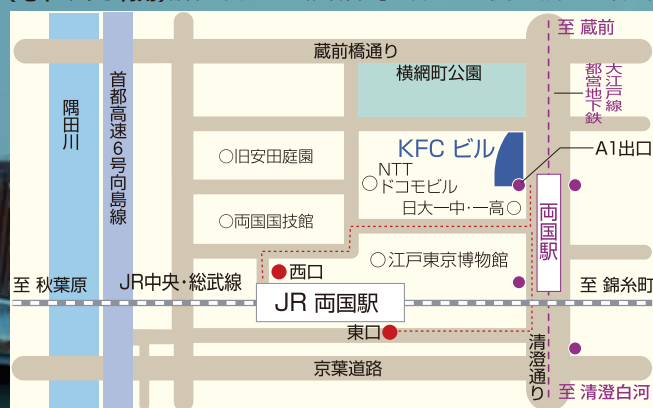 至 蔵前
蔵前橋通り
横網町公園
都営地下鉄
大江戸線
首都高速6号向島線
隅田川
KFC ビル
A1出口
旧安田庭園
NTT
ドコモビル
日大一中・一高
両国国技館
両国駅
江戸東京博物館
西口
至 秋葉原
JR中央・総武線
至 錦糸町
JR 両国駅
東口
清澄通り
京葉道路
至 清澄白河